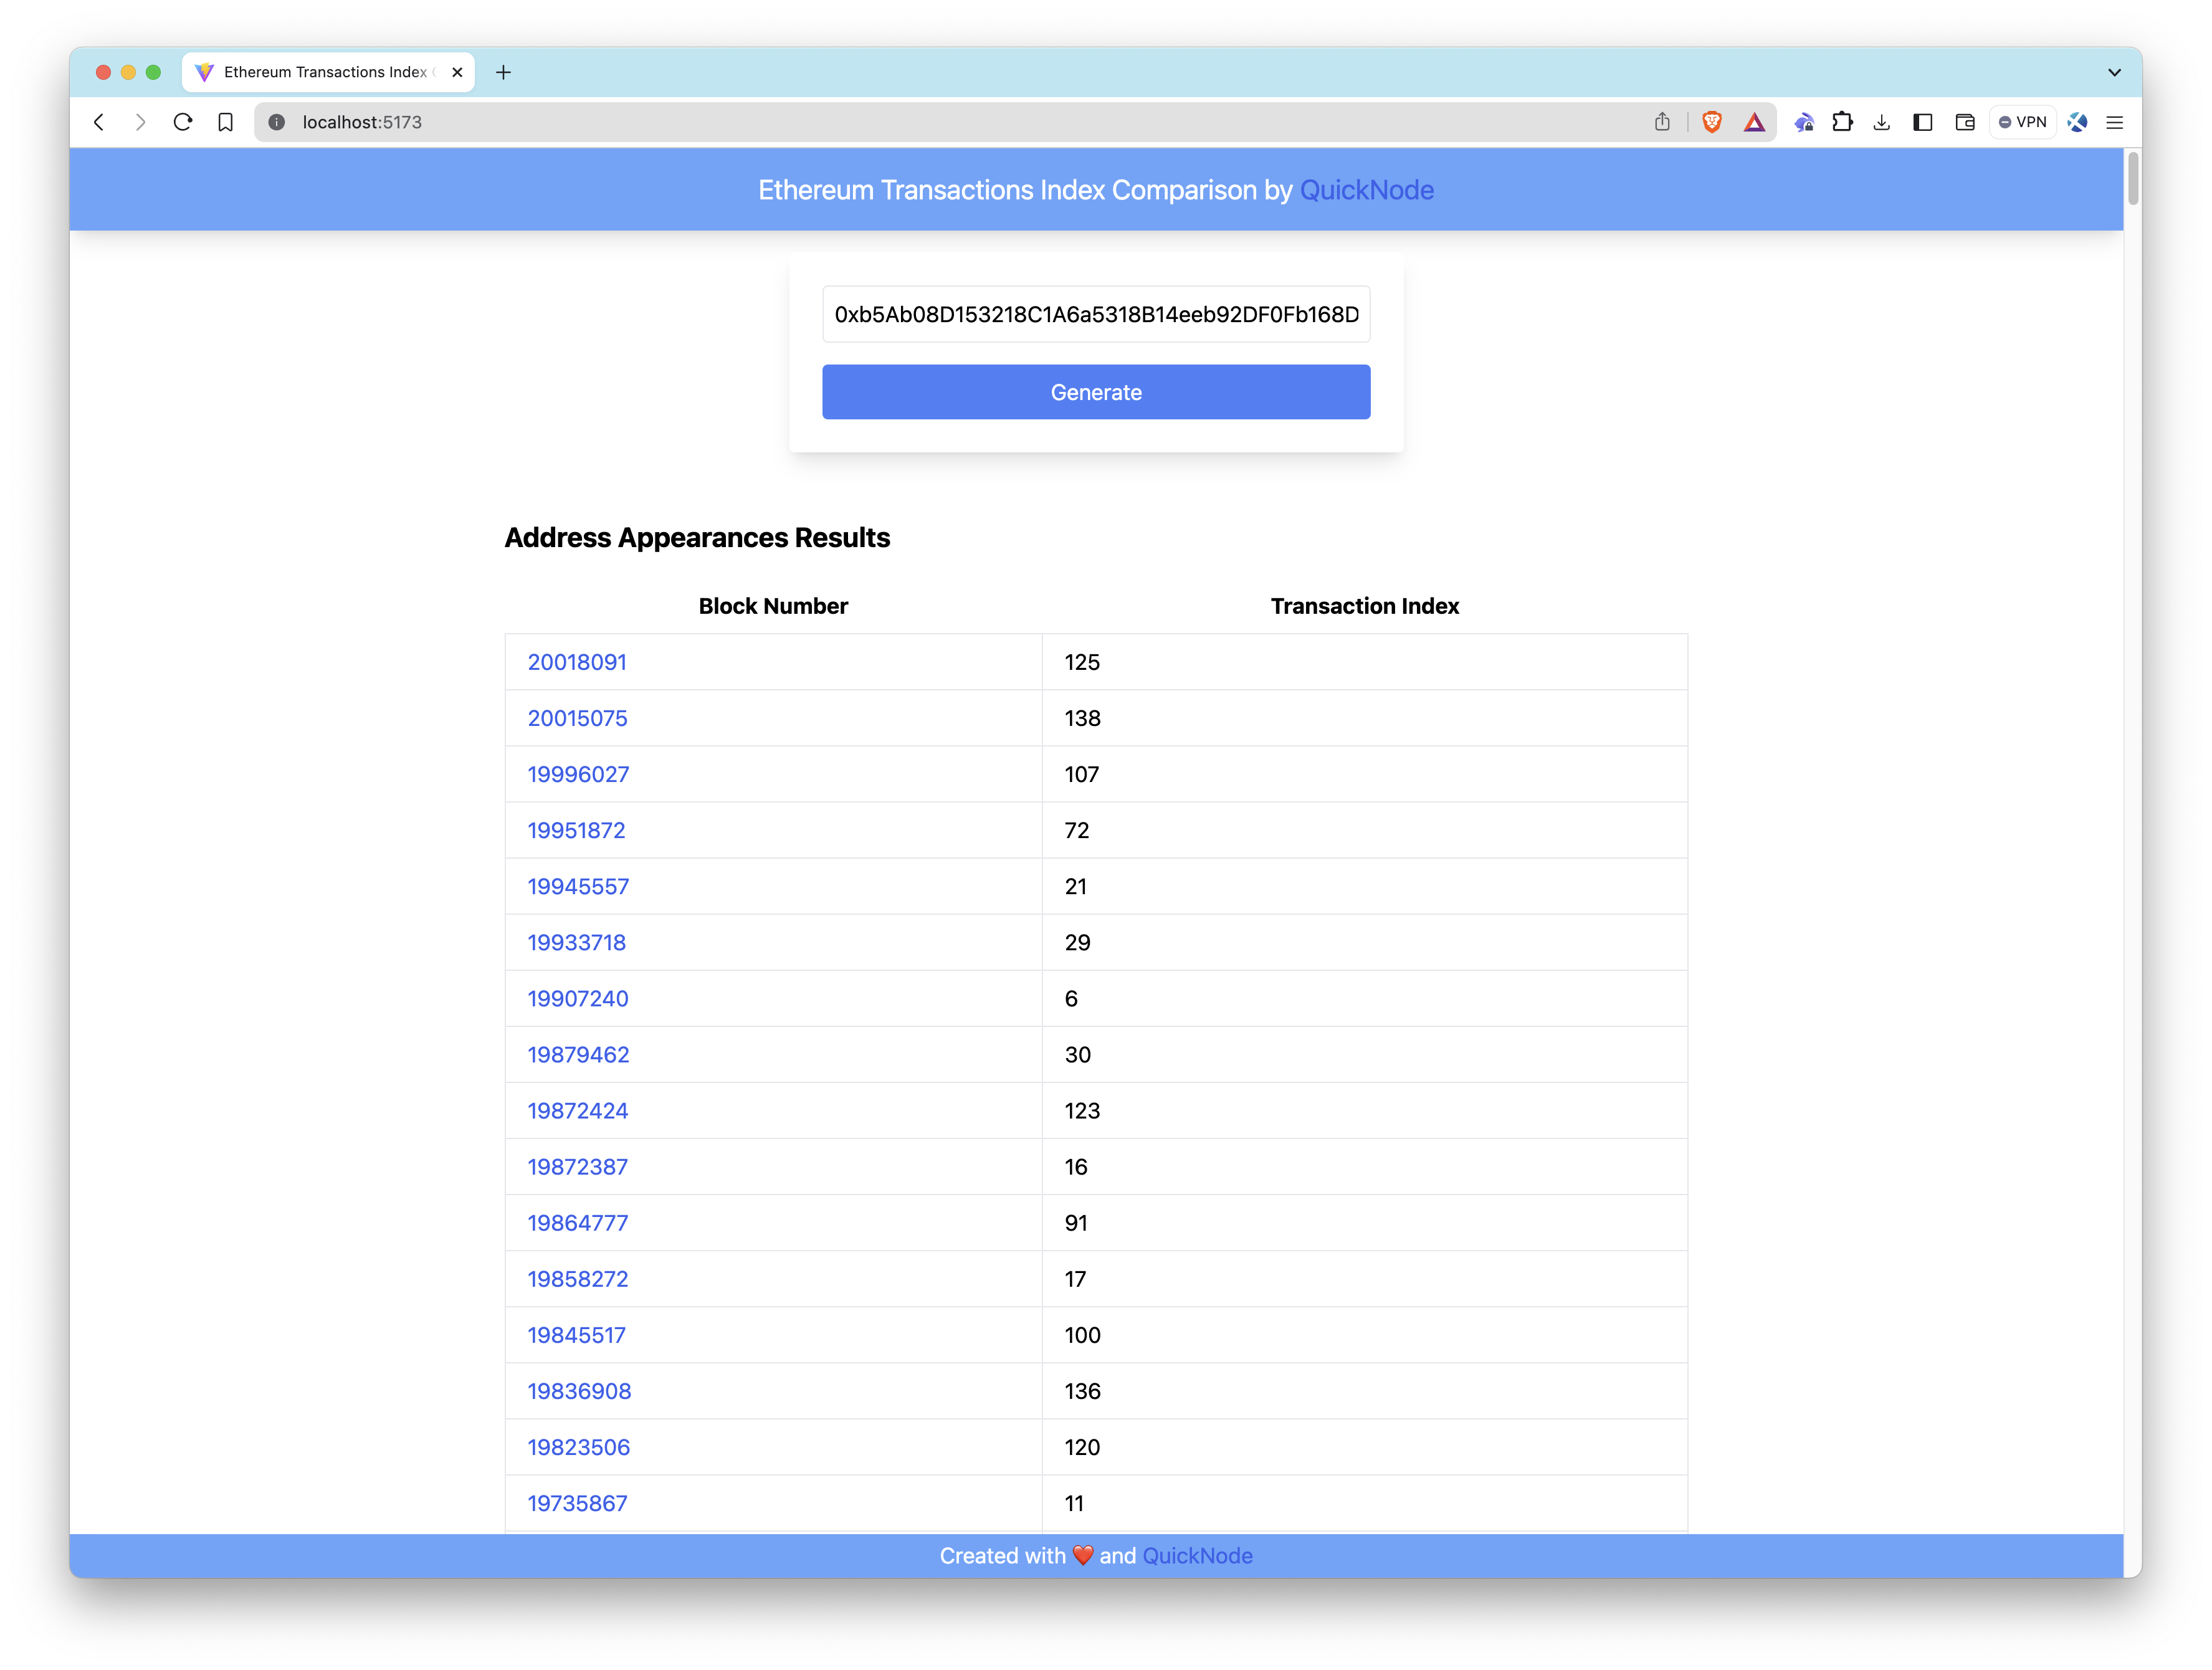 Ethereum Transactions Index
localhost:5173
VPN
Ethereum Transactions Index Comparison by QuickNode
0xb5Ab08D153218C1A6a5318B14eeb92DF0Fb168D
Generate
Address Appearances Results
Block Number Transaction Index
20018091 125
20015075 138
19996027 107
19951872 72
19945557 21
19933718 29
19907240 6
19879462 30
19872424 123
19872387 16
19864777 91
19858272 17
19845517 100
19836908 136
19823506 120
19735867 11
Created with ❤️ and QuickNode